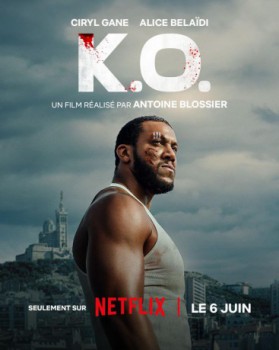 CIRYL GANE ALICE BELAÏDI
K.O.
UN FILM RÉALISÉ PAR ANTOINE BLOSSIER
SEULEMENT SUR NETFLIX | LE 6 JUIN